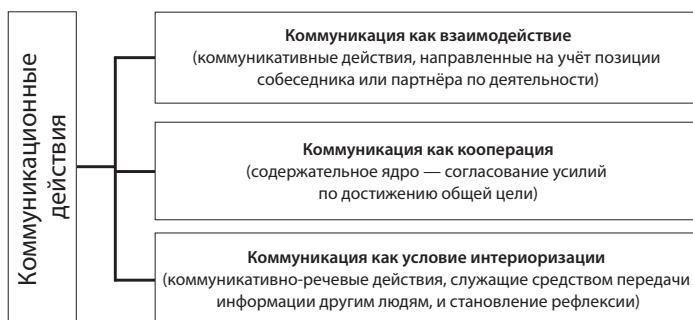 Коммуникационные
действия
Коммуникация как взаимодействие
(коммуникативные действия, направленные на учёт позиции
собеседника или партнёра по деятельности)
Коммуникация как кооперация
(содержательное ядро — согласование усилий
по достижению общей цели)
Коммуникация как условие интериоризации
(коммуникативно-речевые действия, служащие средством передачи
информации другим людям, и становление рефлексии)